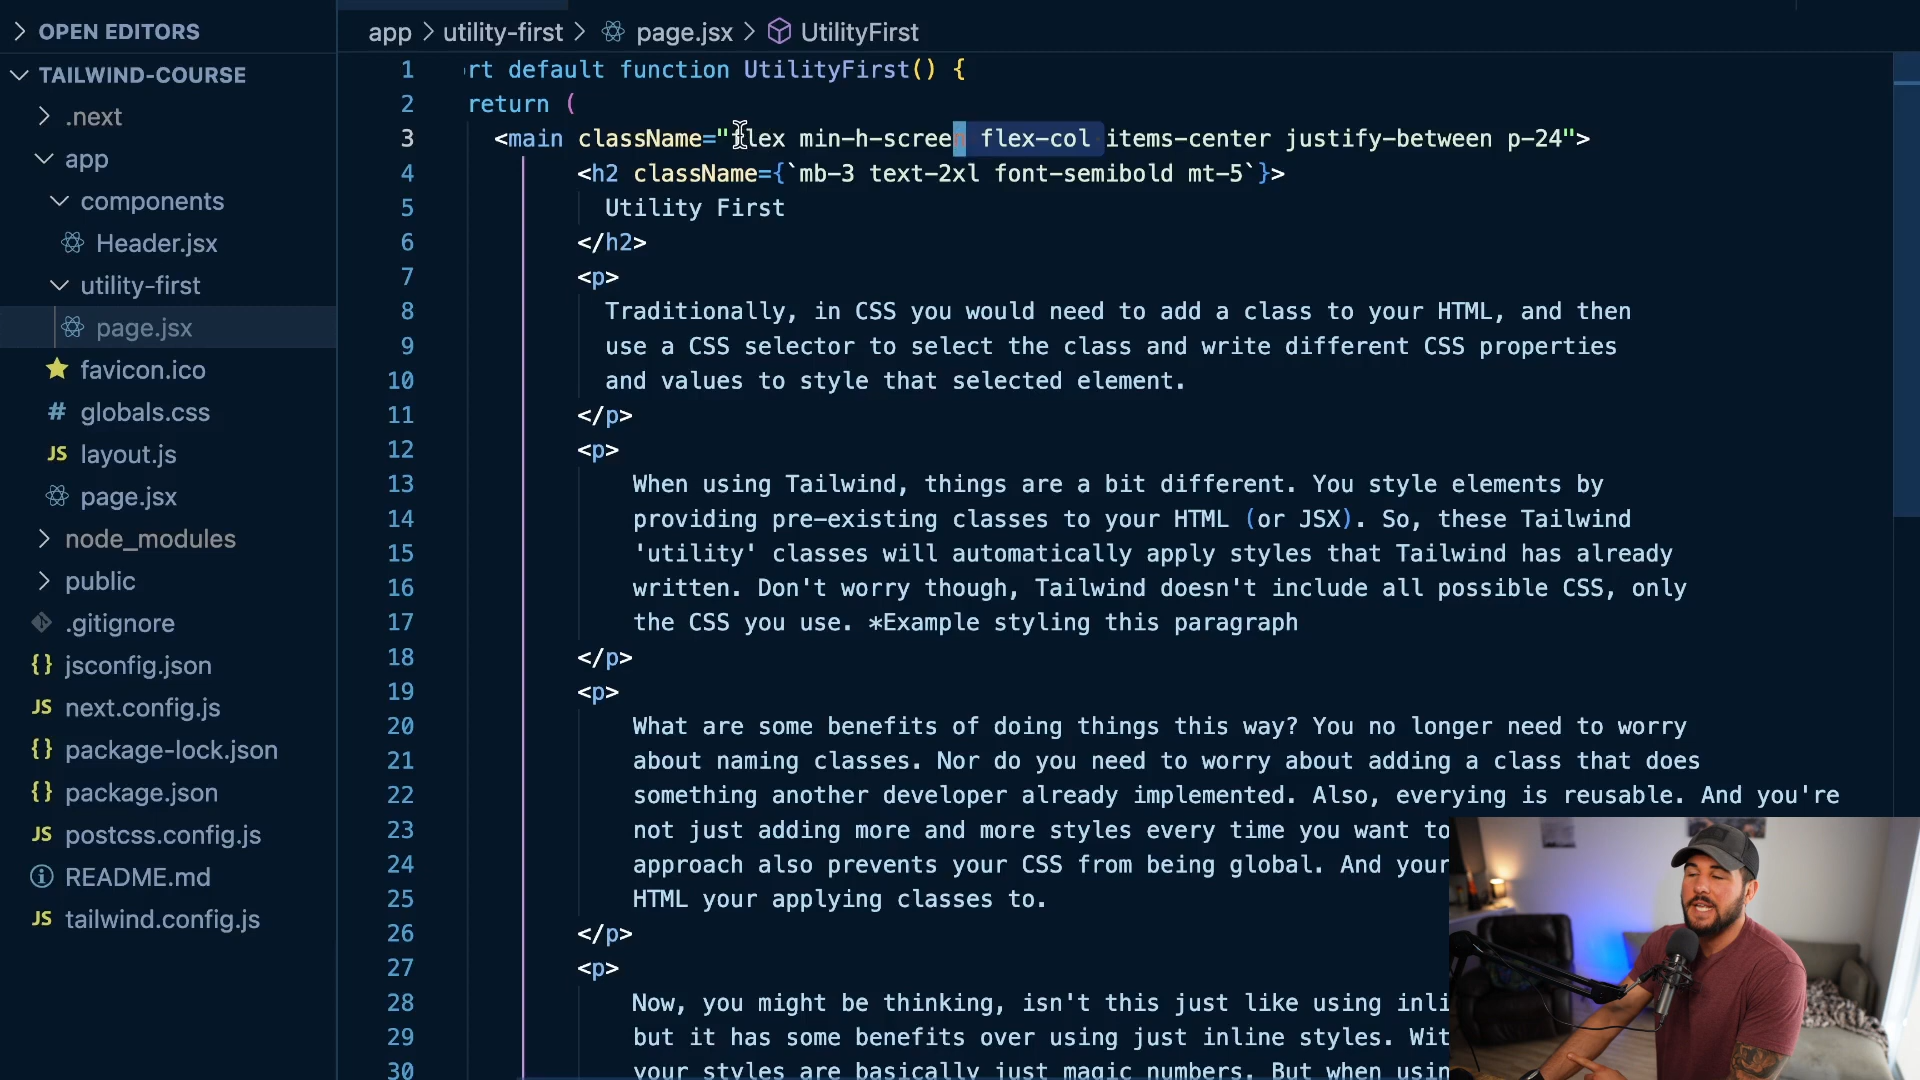 OPEN EDITORS
TAILWIND-COURSE
.next
app
components
Header.jsx
utility-first
page.jsx
favicon.ico
# globals.css
JS layout.js
page.jsx
node_modules
public
.gitignore
{} jsconfig.json
JS next.config.js
{} package-lock.json
{} package.json
JS postcss.config.js
README.md
JS tailwind.config.js
app > utility-first > page.jsx > UtilityFirst
1 rt default function UtilityFirst() {
2 return (
3 <main className="flex min-h-screen flex-col items-center justify-between p-24">
4 <h2 className={`mb-3 text-2xl font-semibold mt-5`}>
5 Utility First
6 </h2>
7 <p>
8 Traditionally, in CSS you would need to add a class to your HTML, and then
9 use a CSS selector to select the class and write different CSS properties
10 and values to style that selected element.
11 </p>
12 <p>
13 When using Tailwind, things are a bit different. You style elements by
14 providing pre-existing classes to your HTML (or JSX). So, these Tailwind
15 'utility' classes will automatically apply styles that Tailwind has already
16 written. Don't worry though, Tailwind doesn't include all possible CSS, only
17 the CSS you use. *Example styling this paragraph
18 </p>
19 <p>
20 What are some benefits of doing things this way? You no longer need to worry
21 about naming classes. Nor do you need to worry about adding a class that does
22 something another developer already implemented. Also, everying is reusable. And you're
23 not just adding more and more styles every time you want to
24 approach also prevents your CSS from being global. And your
25 HTML your applying classes to.
26 </p>
27 <p>
28 Now, you might be thinking, isn't this just like using inli
29 but it has some benefits over using just inline styles. Wit
30 your styles are basically just magic numbers. But when usin